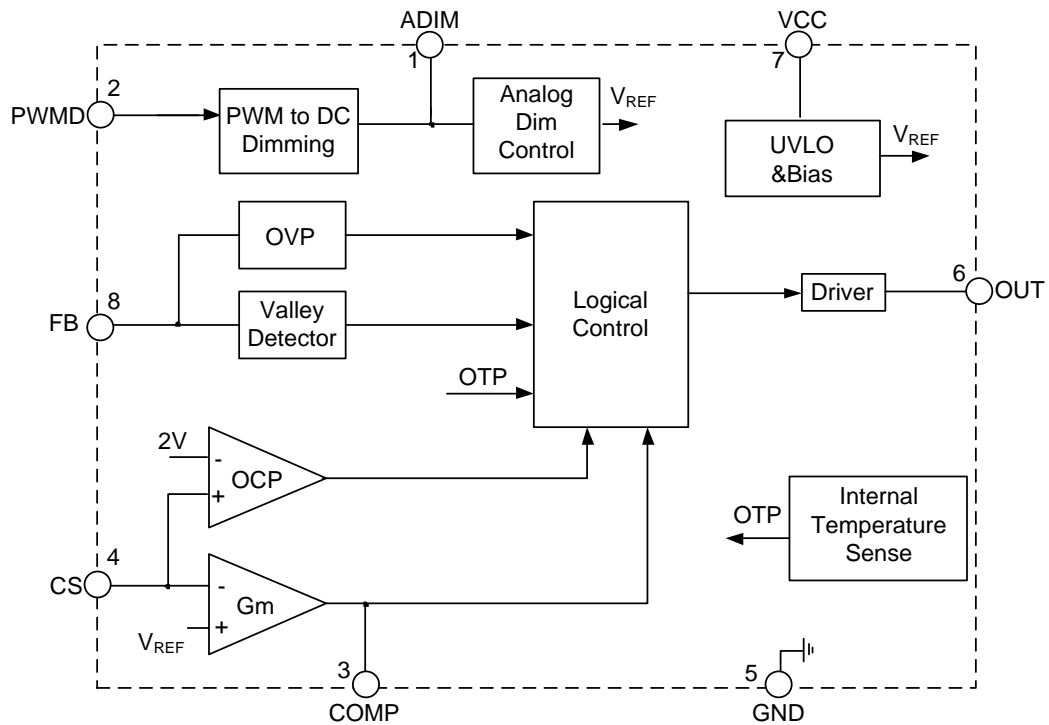 ADIM
VCC
1
7
2
PWMD
PWM to DC
Dimming
Analog
Dim
Control
VREF
UVLO
&Bias
VREF
OVP
8
FB
Valley
Detector
Logical
Control
Driver
6
OUT
OTP
2V
-
+
OCP
Internal
Temperature
Sense
OTP
4
CS
-
+
Gm
VREF
3
COMP
5
GND